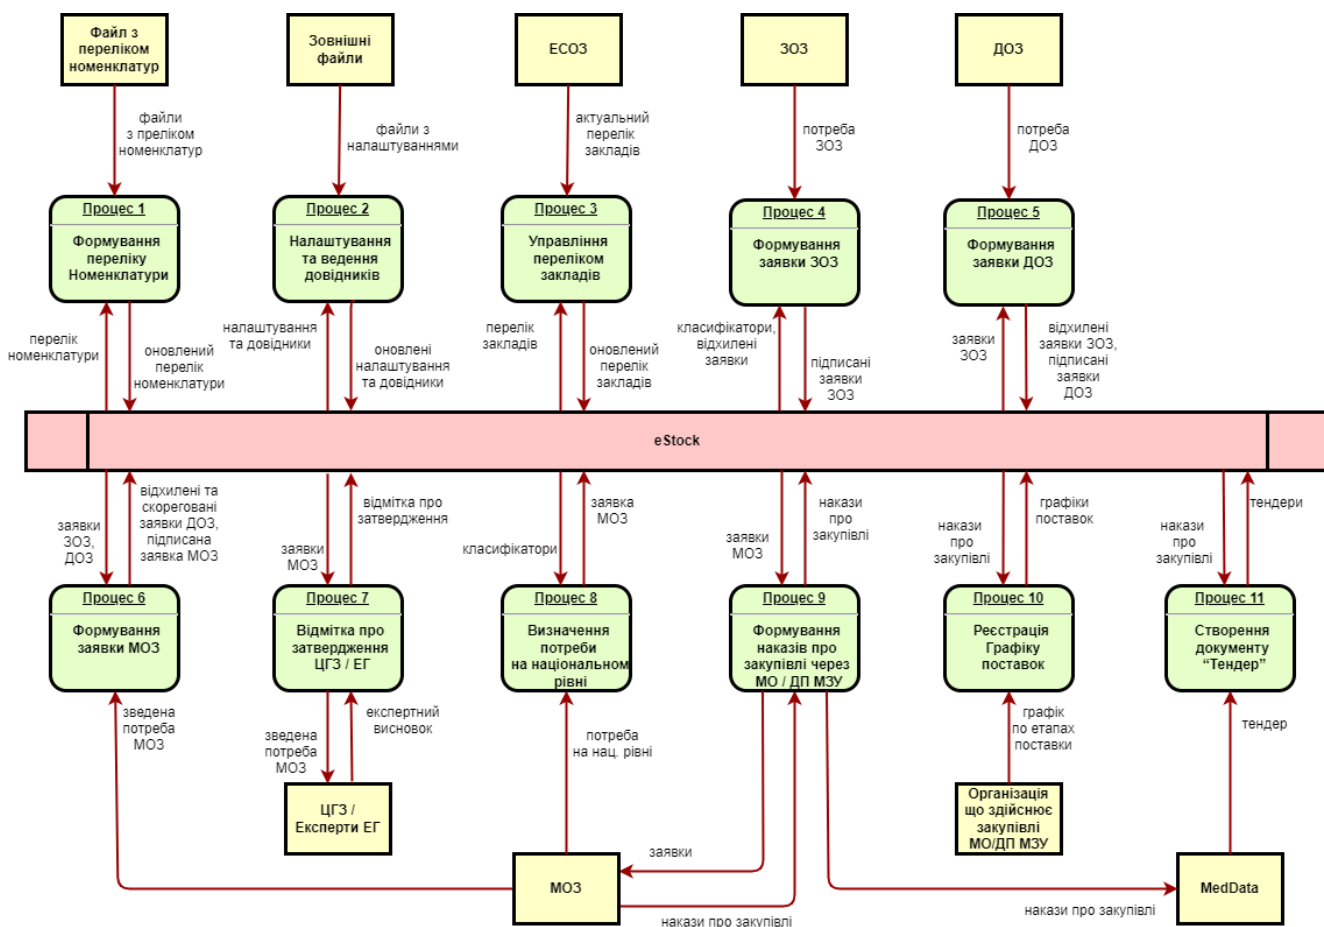 Файл з
переліком
номенклатур
Зовнішні
файли
ЕСОЗ
ЗОЗ
ДОЗ
файли
з преліком
номенклатур
файли з
налаштуваннями
актуальний
перелік
закладів
потреба
ЗОЗ
потреба
ДОЗ
Процес 1
Формування
переліку
Номенклатури
Процес 2
Налаштування
та ведення
довідників
Процес 3
Управління
переліком
закладів
Процес 4
Формування
заявки ЗОЗ
Процес 5
Формування
заявки ДОЗ
перелік
номенклатури
оновлений
перелік
номенклатури
налаштування
та довідники
оновлені
налаштування
та довідники
перелік
закладів
оновлений
перелік
закладів
класифікатори,
відхилені
заявки
підписані
заявки
ЗОЗ
заявки
ЗОЗ
відхилені
заявки ЗОЗ,
підписані
заявки
ДОЗ
eStock
заявки
ЗОЗ,
ДОЗ
відхилені та
скореговані
заявки ДОЗ,
підписана
заявка МОЗ
заявки
МОЗ
відмітка про
затвердження
класифікатори
заявка
МОЗ
заявки
МОЗ
накази
про
закупівлі
накази
про
закупівлі
графіки
поставок
накази
про
закупівлі
тендери
Процес 6
Формування
заявки МОЗ
Процес 7
Відмітка про
затвердження
ЦГЗ / ЕГ
Процес 8
Визначення
потреби
на національном
рівні
Процес 9
Формування
наказів про
закупівлі через
МО / ДП МЗУ
Процес 10
Реєстрація
Графіку
поставок
Процес 11
Створення
документу
“Тендер”
зведена
потреба
МОЗ
зведена
потреба
МОЗ
експертний
висновок
потреба
на нац. рівні
графік
по етапах
поставки
тендер
ЦГЗ /
Експерти ЕГ
Організація
що здійснює
закупівлі
МО/ДП МЗУ
заявки
МОЗ
накази про закупівлі
накази про закупівлі
MedData